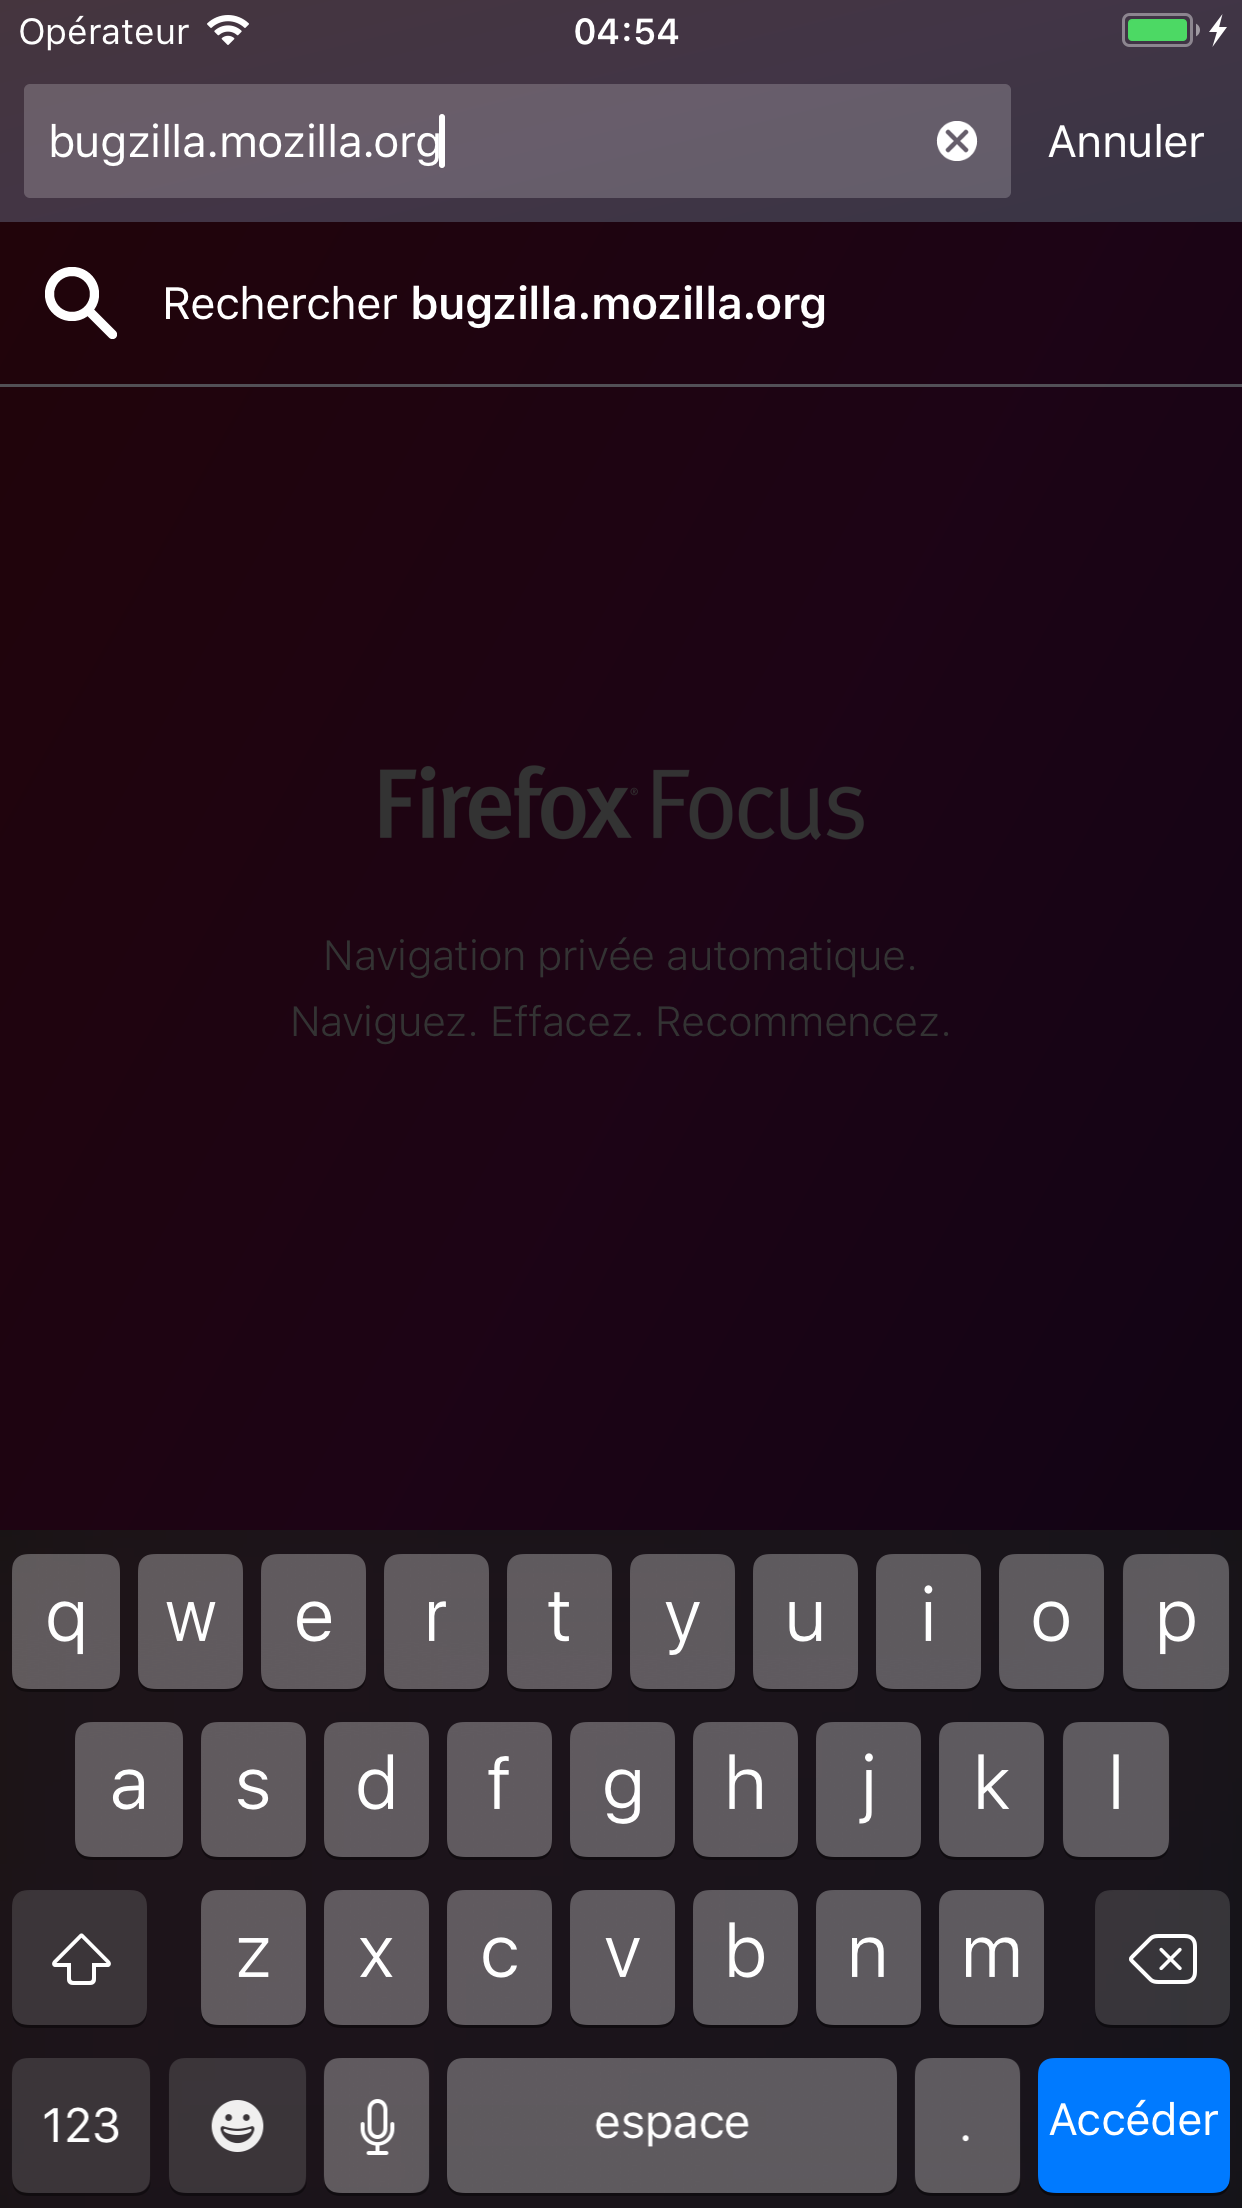 Opérateur 04:54
bugzilla.mozilla.org Annuler
Rechercher bugzilla.mozilla.org
Firefox® Focus
Navigation privée automatique.
Naviguez. Effacez. Recommencez.
q w e r t y u i o p
a s d f g h j k l
z x c v b n m
123 espace . Accéder